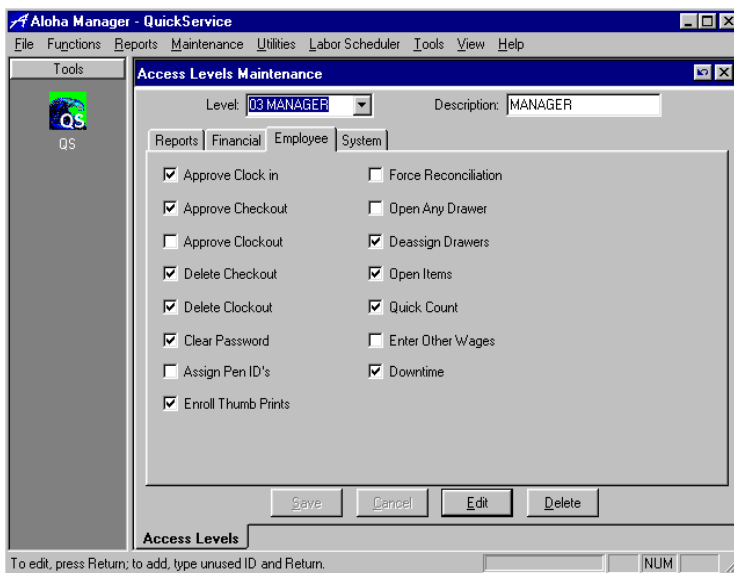 Aloha Manager - QuickService
File Functions Reports Maintenance Utilities Labor Scheduler Tools View Help
Tools
QS
QS
Access Levels Maintenance
Level: 03 MANAGER Description: MANAGER
Reports Financial Employee System
Approve Clock in Force Reconciliation
Approve Checkout Open Any Drawer
Approve Clockout Deassign Drawers
Delete Checkout Open Items
Delete Clockout Quick Count
Clear Password Enter Other Wages
Assign Pen ID's Downtime
Enroll Thumb Prints
Save Cancel Edit Delete
Access Levels
To edit, press Return; to add, type unused ID and Return. NUM